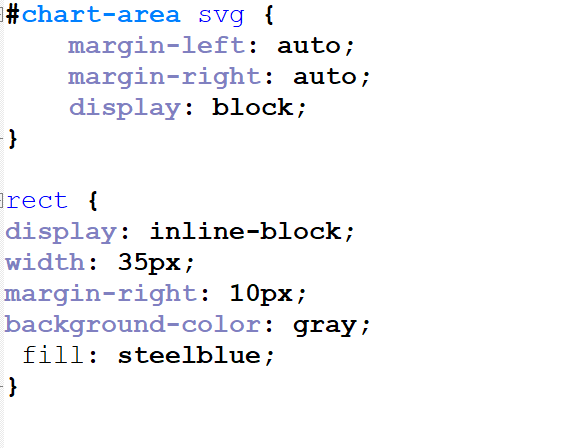 #chart-area svg {
    margin-left: auto;
    margin-right: auto;
    display: block;
}

rect {
display: inline-block;
width: 35px;
margin-right: 10px;
background-color: gray;
 fill: steelblue;
}